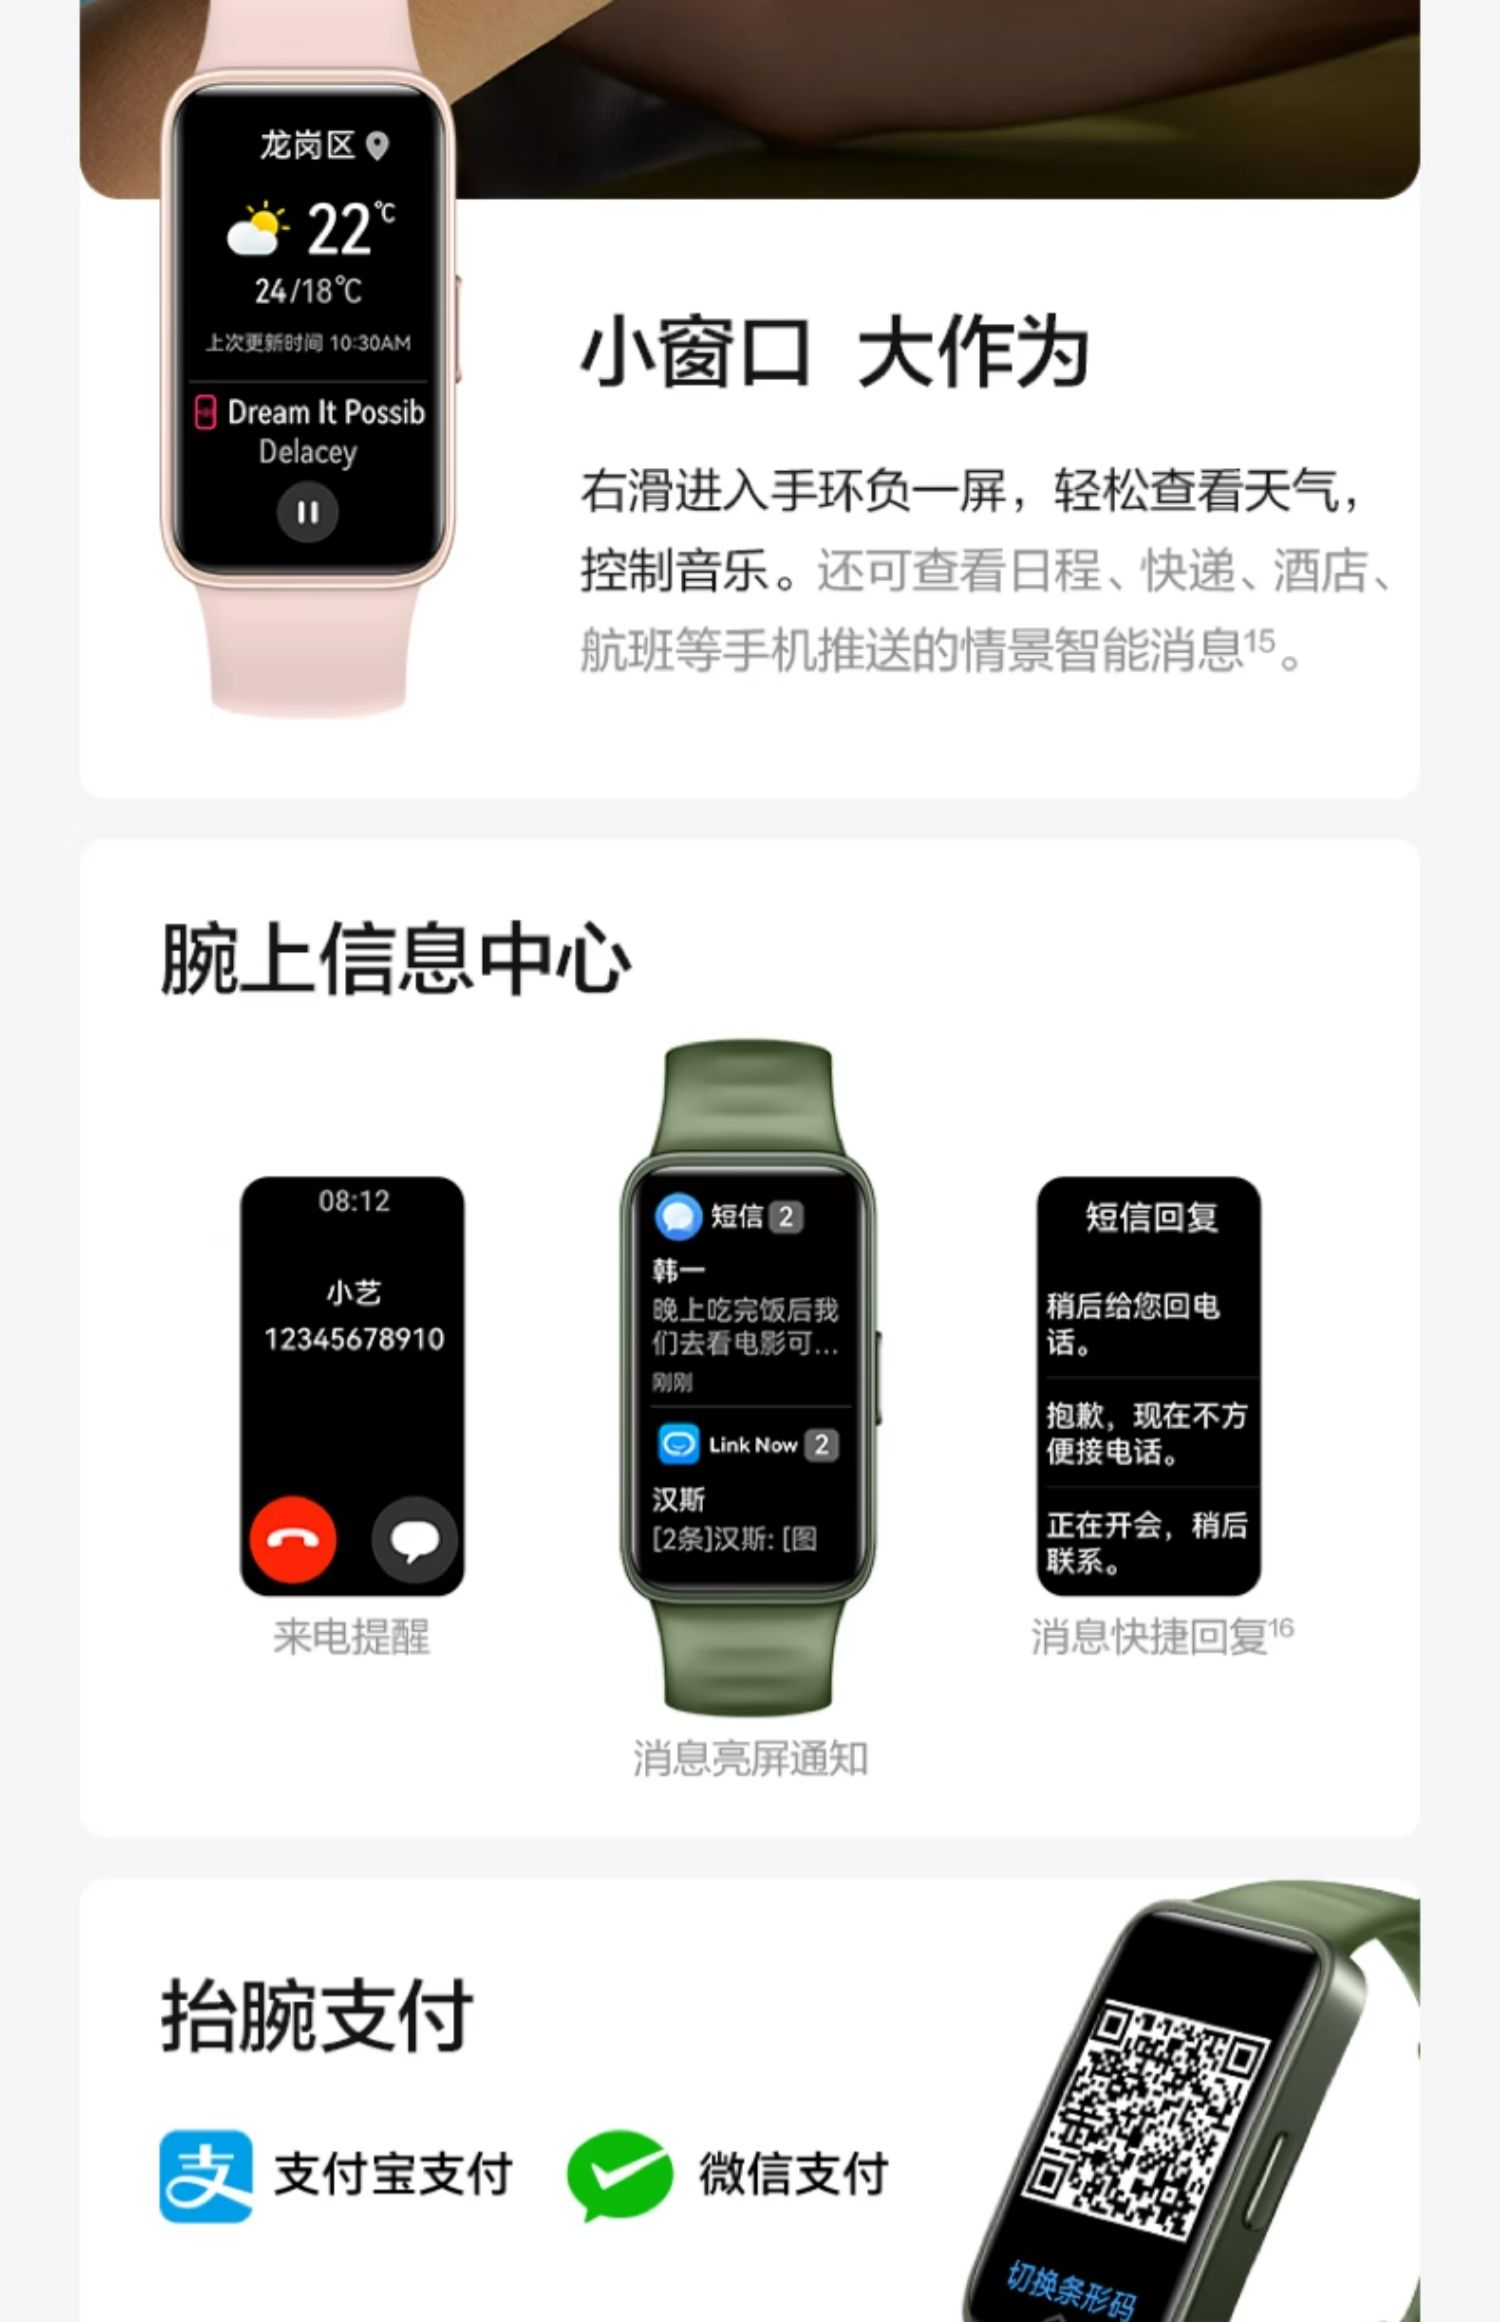 龙岗区
22℃
24/18℃
上次更新时间 10:30AM
Dream It Possib
Delacey
小窗口 大作为
右滑进入手环负一屏，轻松查看天气，
控制音乐。还可查看日程、快递、酒店、
航班等手机推送的情景智能消息15。
腕上信息中心
08:12
小艺
12345678910
来电提醒
短信 2
韩一
晚上吃完饭后我
们去看电影可...
刚刚
Link Now 2
汉斯
[2条]汉斯: [图
消息亮屏通知
短信回复
稍后给您回电
话。
抱歉，现在不方
便接电话。
正在开会，稍后
联系。
消息快捷回复16
抬腕支付
支 支付宝支付
微信支付
切换条形码